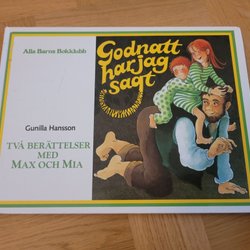 Alla Barns Bokklubb
Godnatt
har jag
sagt
Gunilla Hansson
TVÅ BERÄTTELSER
MED
MAX OCH MIA